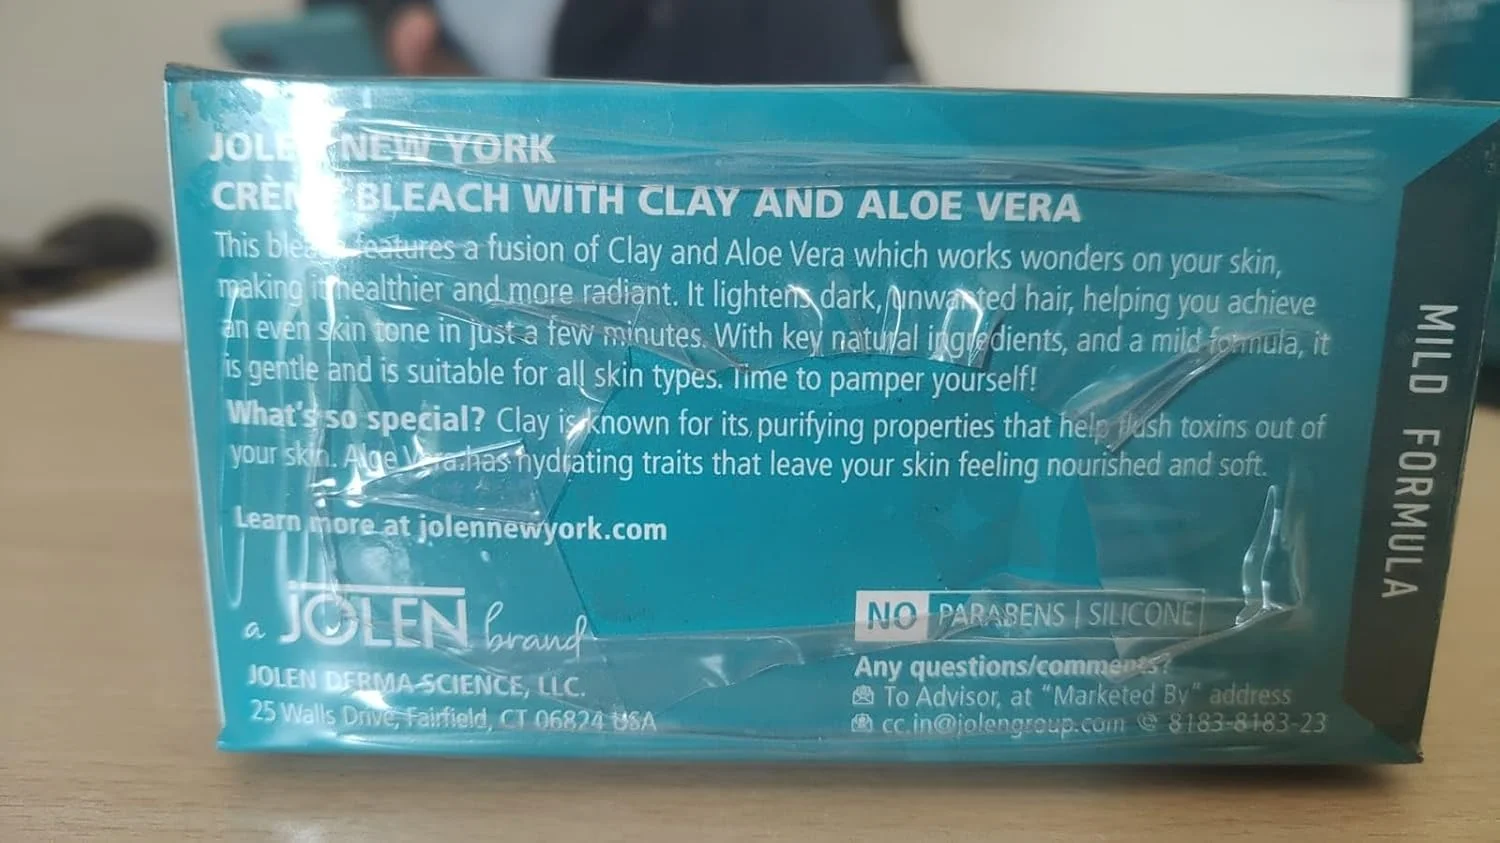 JOLEN NEW YORK
CRÈME BLEACH WITH CLAY AND ALOE VERA
This bleach features a fusion of Clay and Aloe Vera which works wonders on your skin,
making it healthier and more radiant. It lightens dark, unwanted hair, helping you achieve
an even skin tone in just a few minutes. With key natural ingredients, and a mild formula, it
is gentle and is suitable for all skin types. Time to pamper yourself!
What's so special? Clay is known for its purifying properties that help flush toxins out of
your skin. Aloe Vera has hydrating traits that leave your skin feeling nourished and soft.
Learn more at jolennewyork.com
a JOLEN brand
JOLEN DERMA-SCIENCE, LLC.
25 Walls Drive, Fairfield, CT 06824 USA
NO PARABENS | SILICONE
Any questions/comments?
To Advisor, at “Marketed By” address
cc.in@jolengroup.com 8183-8183-23
MILD FORMULA